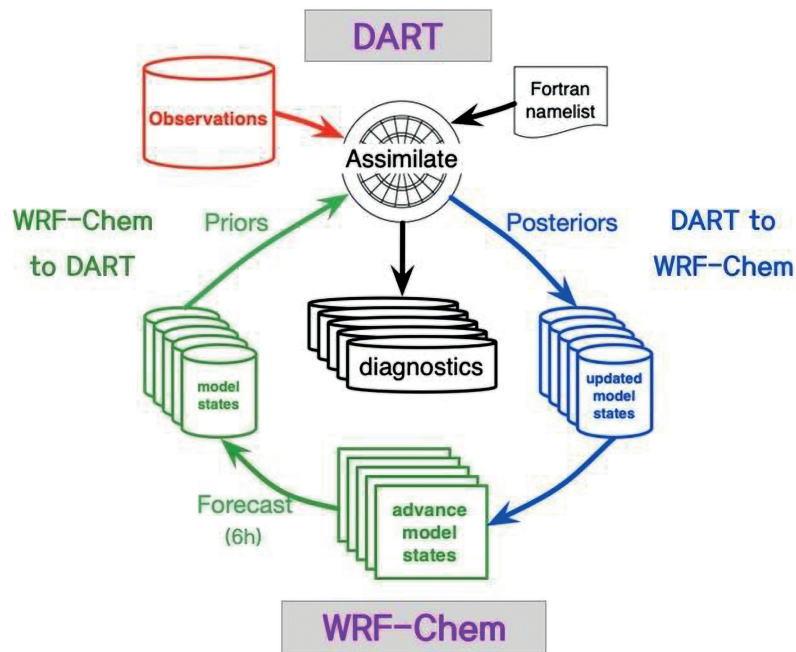 DART
Observations
Fortran
namelist
Assimilate
WRF-Chem
to DART
Priors
Posteriors
DART to
WRF-Chem
diagnostics
model
states
updated
model
states
Forecast
(6h)
advance
model
states
WRF-Chem